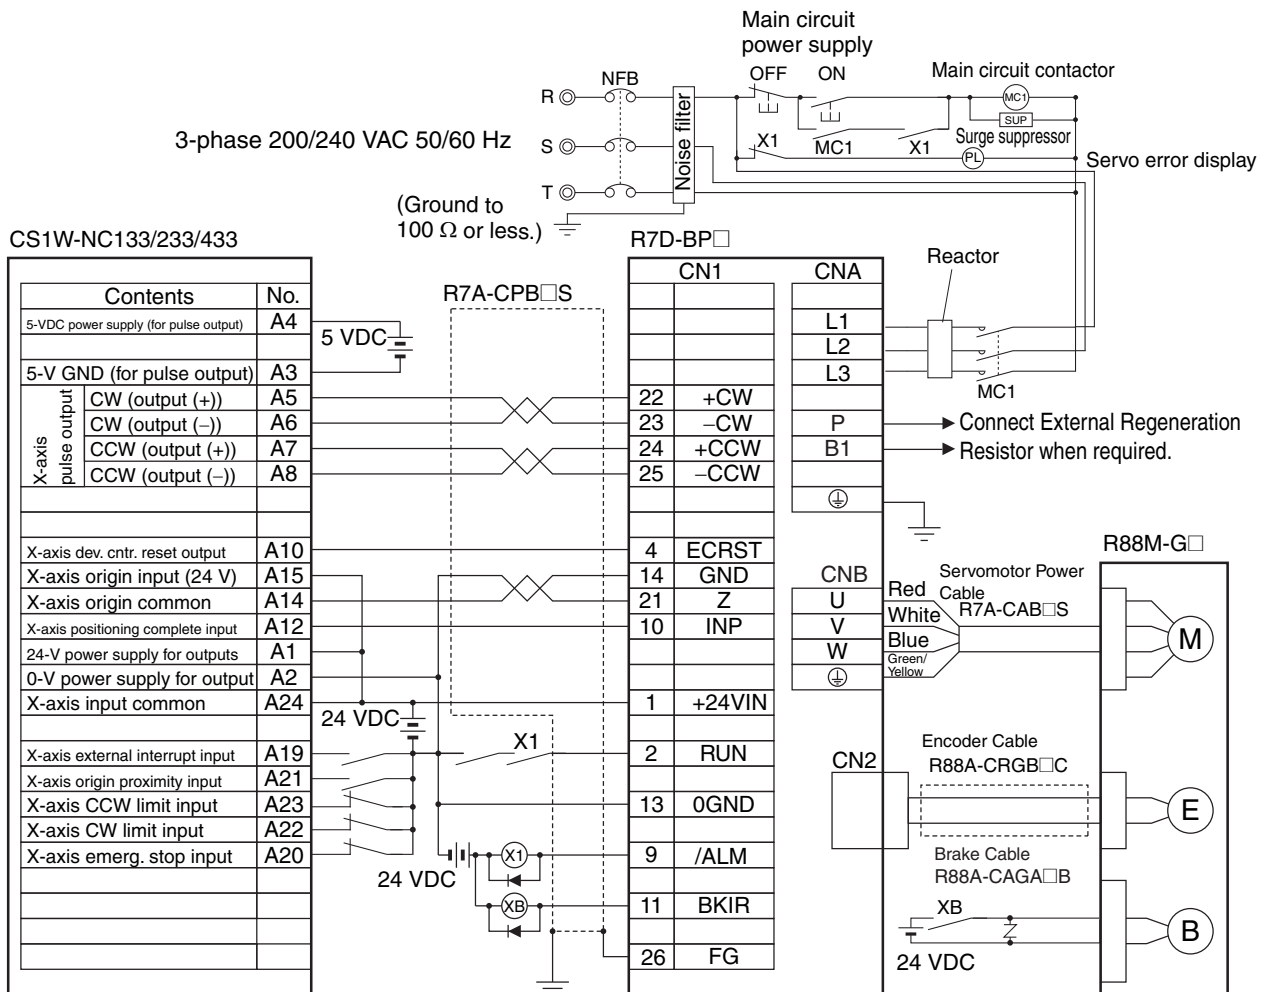 Main circuit
power supply
OFF ON
Main circuit contactor
NFB
R
MC1
SUP
Surge suppressor
3-phase 200/240 VAC 50/60 Hz
S
Noise filter
X1
MC1
X1
PL
Servo error display
T
(Ground to
100 Ω or less.)
CS1W-NC133/233/433
R7D-BP□
Reactor
MC1
R7A-CPB□S
Contents No.
5-VDC power supply (for pulse output) A4
5 VDC
5-V GND (for pulse output) A3
X-axis
pulse output
CW (output (+)) A5
CW (output (−)) A6
CCW (output (+)) A7
CCW (output (−)) A8
X-axis dev. cntr. reset output A10
X-axis origin input (24 V) A15
X-axis origin common A14
X-axis positioning complete input A12
24-V power supply for outputs A1
0-V power supply for output A2
X-axis input common A24
24 VDC
X-axis external interrupt input A19
X-axis origin proximity input A21
X-axis CCW limit input A23
X-axis CW limit input A22
X-axis emerg. stop input A20
X1
24 VDC
X1
XB
CN1
22 +CW
23 −CW
24 +CCW
25 −CCW
4 ECRST
14 GND
21 Z
10 INP
1 +24VIN
2 RUN
13 0GND
9 /ALM
11 BKIR
26 FG
CNA
L1
L2
L3
P
B1
Connect External Regeneration
Resistor when required.
CNB
U
V
W
Red
White
Blue
Green/
Yellow
Servomotor Power
Cable
R7A-CAB□S
R88M-G□
M
CN2
Encoder Cable
R88A-CRGB□C
E
Brake Cable
R88A-CAGA□B
XB
24 VDC
B